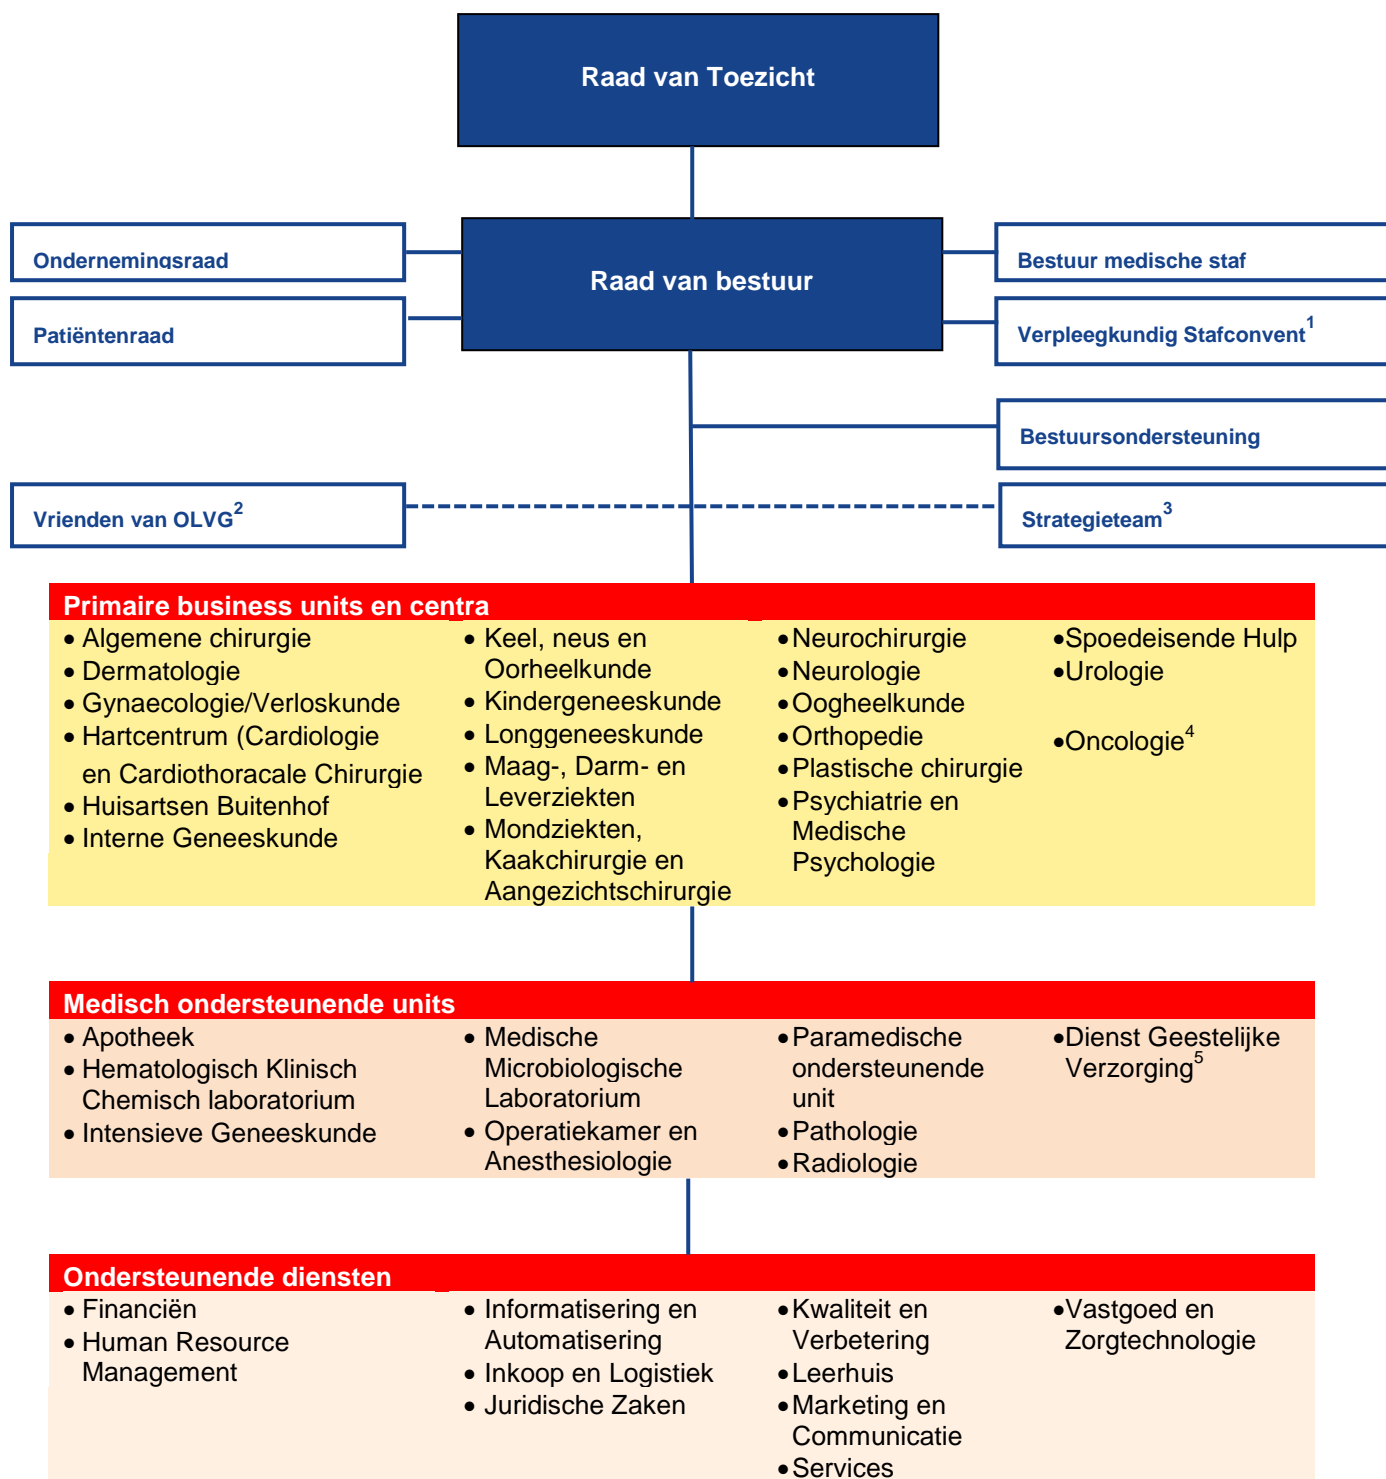 Raad van Toezicht
Ondernemingsraad
Raad van bestuur
Bestuur medische staf
Patiëntenraad
Verpleegkundig Stafconvent1
Bestuursondersteuning
Vrienden van OLVG2
Strategieteam3
Primaire business units en centra
• Algemene chirurgie
• Dermatologie
• Gynaecologie/Verloskunde
• Hartcentrum (Cardiologie
en Cardiothoracale Chirurgie
• Huisartsen Buitenhof
• Interne Geneeskunde
• Keel, neus en
Oorheelkunde
• Kindergeneeskunde
• Longgeneeskunde
• Maag-, Darm- en
Leverziekten
• Mondziekten,
Kaakchirurgie en
Aangezichtschirurgie
• Neurochirurgie
• Neurologie
• Oogheelkunde
• Orthopedie
• Plastische chirurgie
• Psychiatrie en
Medische
Psychologie
• Spoedeisende Hulp
• Urologie
• Oncologie4
Medisch ondersteunende units
• Apotheek
• Hematologisch Klinisch
Chemisch laboratorium
• Intensieve Geneeskunde
• Medische
Microbiologische
Laboratorium
• Operatiekamer en
Anesthesiologie
• Paramedische
ondersteunende
unit
• Pathologie
• Radiologie
• Dienst Geestelijke
Verzorging5
Ondersteunende diensten
• Financiën
• Human Resource
Management
• Informatisering en
Automatisering
• Inkoop en Logistiek
• Juridische Zaken
• Kwaliteit en
Verbetering
• Leerhuis
• Marketing en
Communicatie
• Services
• Vastgoed en
Zorgtechnologie